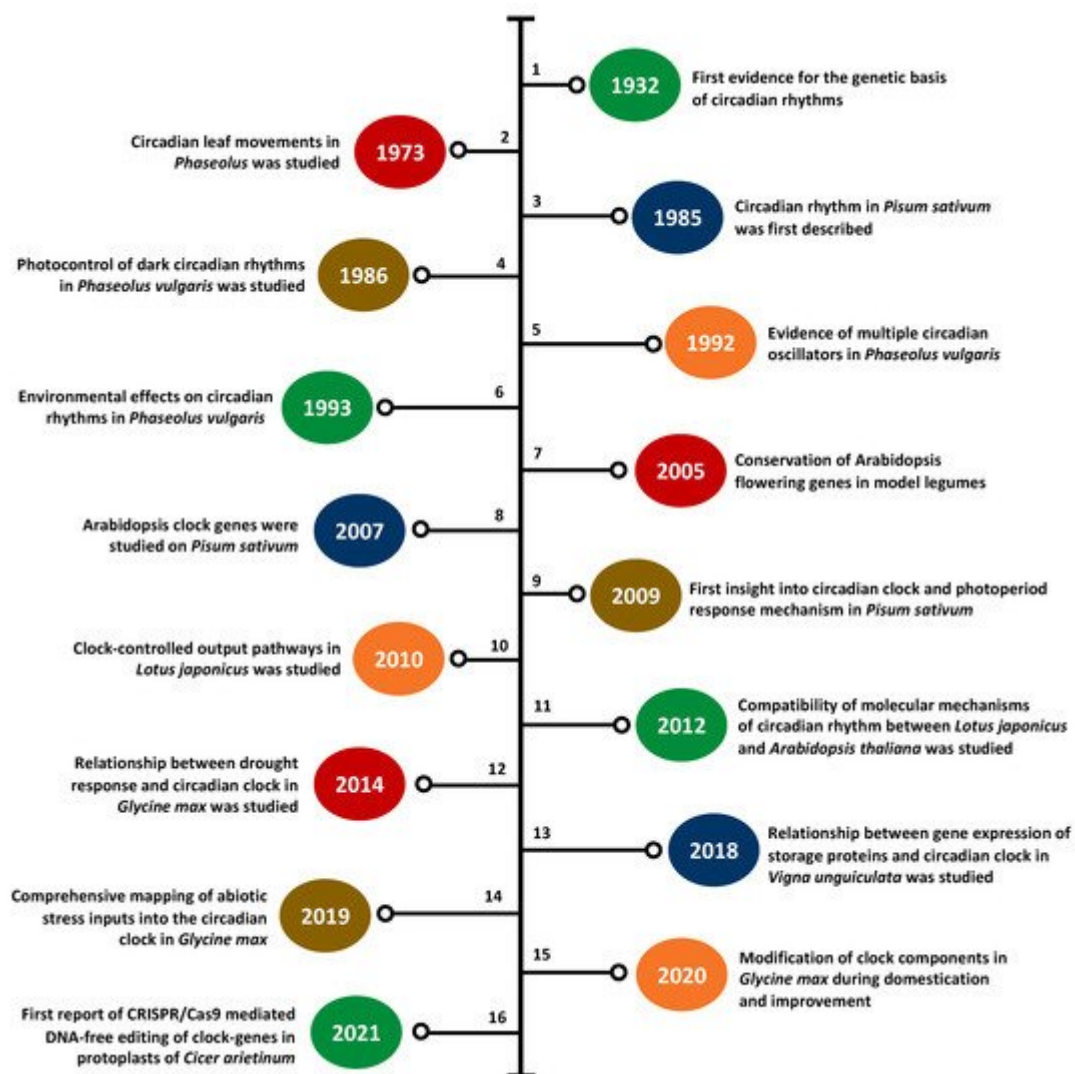 1
1932
First evidence for the genetic basis
of circadian rhythms
2
1973
Circadian leaf movements in
Phaseolus was studied
3
1985
Circadian rhythm in Pisum sativum
was first described
4
1986
Photocontrol of dark circadian rhythms
in Phaseolus vulgaris was studied
5
1992
Evidence of multiple circadian
oscillators in Phaseolus vulgaris
6
1993
Environmental effects on circadian
rhythms in Phaseolus vulgaris
7
2005
Conservation of Arabidopsis
flowering genes in model legumes
8
2007
Arabidopsis clock genes were
studied on Pisum sativum
9
2009
First insight into circadian clock and photoperiod
response mechanism in Pisum sativum
10
2010
Clock-controlled output pathways in
Lotus japonicus was studied
11
2012
Compatibility of molecular mechanisms
of circadian rhythm between Lotus japonicus
and Arabidopsis thaliana was studied
12
2014
Relationship between drought
response and circadian clock in
Glycine max was studied
13
2018
Relationship between gene expression of
storage proteins and circadian clock in
Vigna unguiculata was studied
14
2019
Comprehensive mapping of abiotic
stress inputs into the circadian
clock in Glycine max
15
2020
Modification of clock components in
Glycine max during domestication
and improvement
16
2021
First report of CRISPR/Cas9 mediated
DNA-free editing of clock-genes in
protoplasts of Cicer arietinum